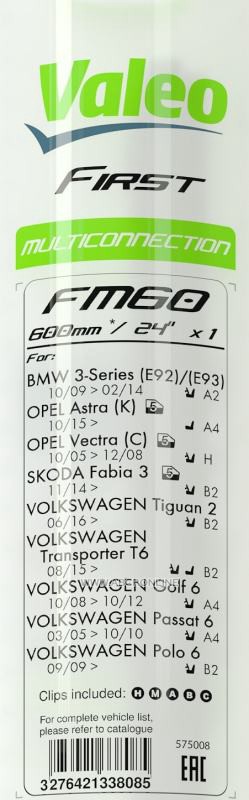 Valeo
FIRST
MULTICONNECTION
FM60
600mm*/ 24" x1
For:
BMW 3-Series (E92)/(E93)
10/09 > 02/14 A2
OPEL Astra (K) 5
10/15 > A4
OPEL Vectra (C) 5
10/05 > 12/08 H
SKODA Fabia 3 5
11/14 > B2
VOLKSWAGEN Tiguan 2
06/16 > B2
VOLKSWAGEN
Transporter T6
08/15 > B2
VOLKSWAGEN Golf 6
10/08 > 10/12 A4
VOLKSWAGEN Passat 6
03/05 > 10/10 A4
VOLKSWAGEN Polo 6
09/09 > B2
Clips included: H M A B C
For complete vehicle list,
please refer to catalogue
575008
EAC
3276421338085